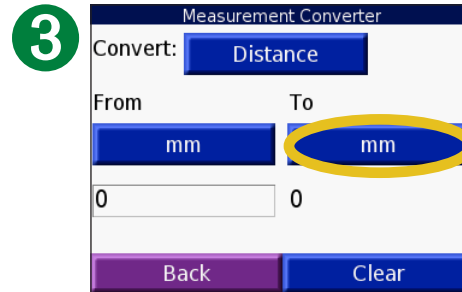 3
Measurement Converter
Convert: Distance
From To
mm mm
0 0
Back Clear